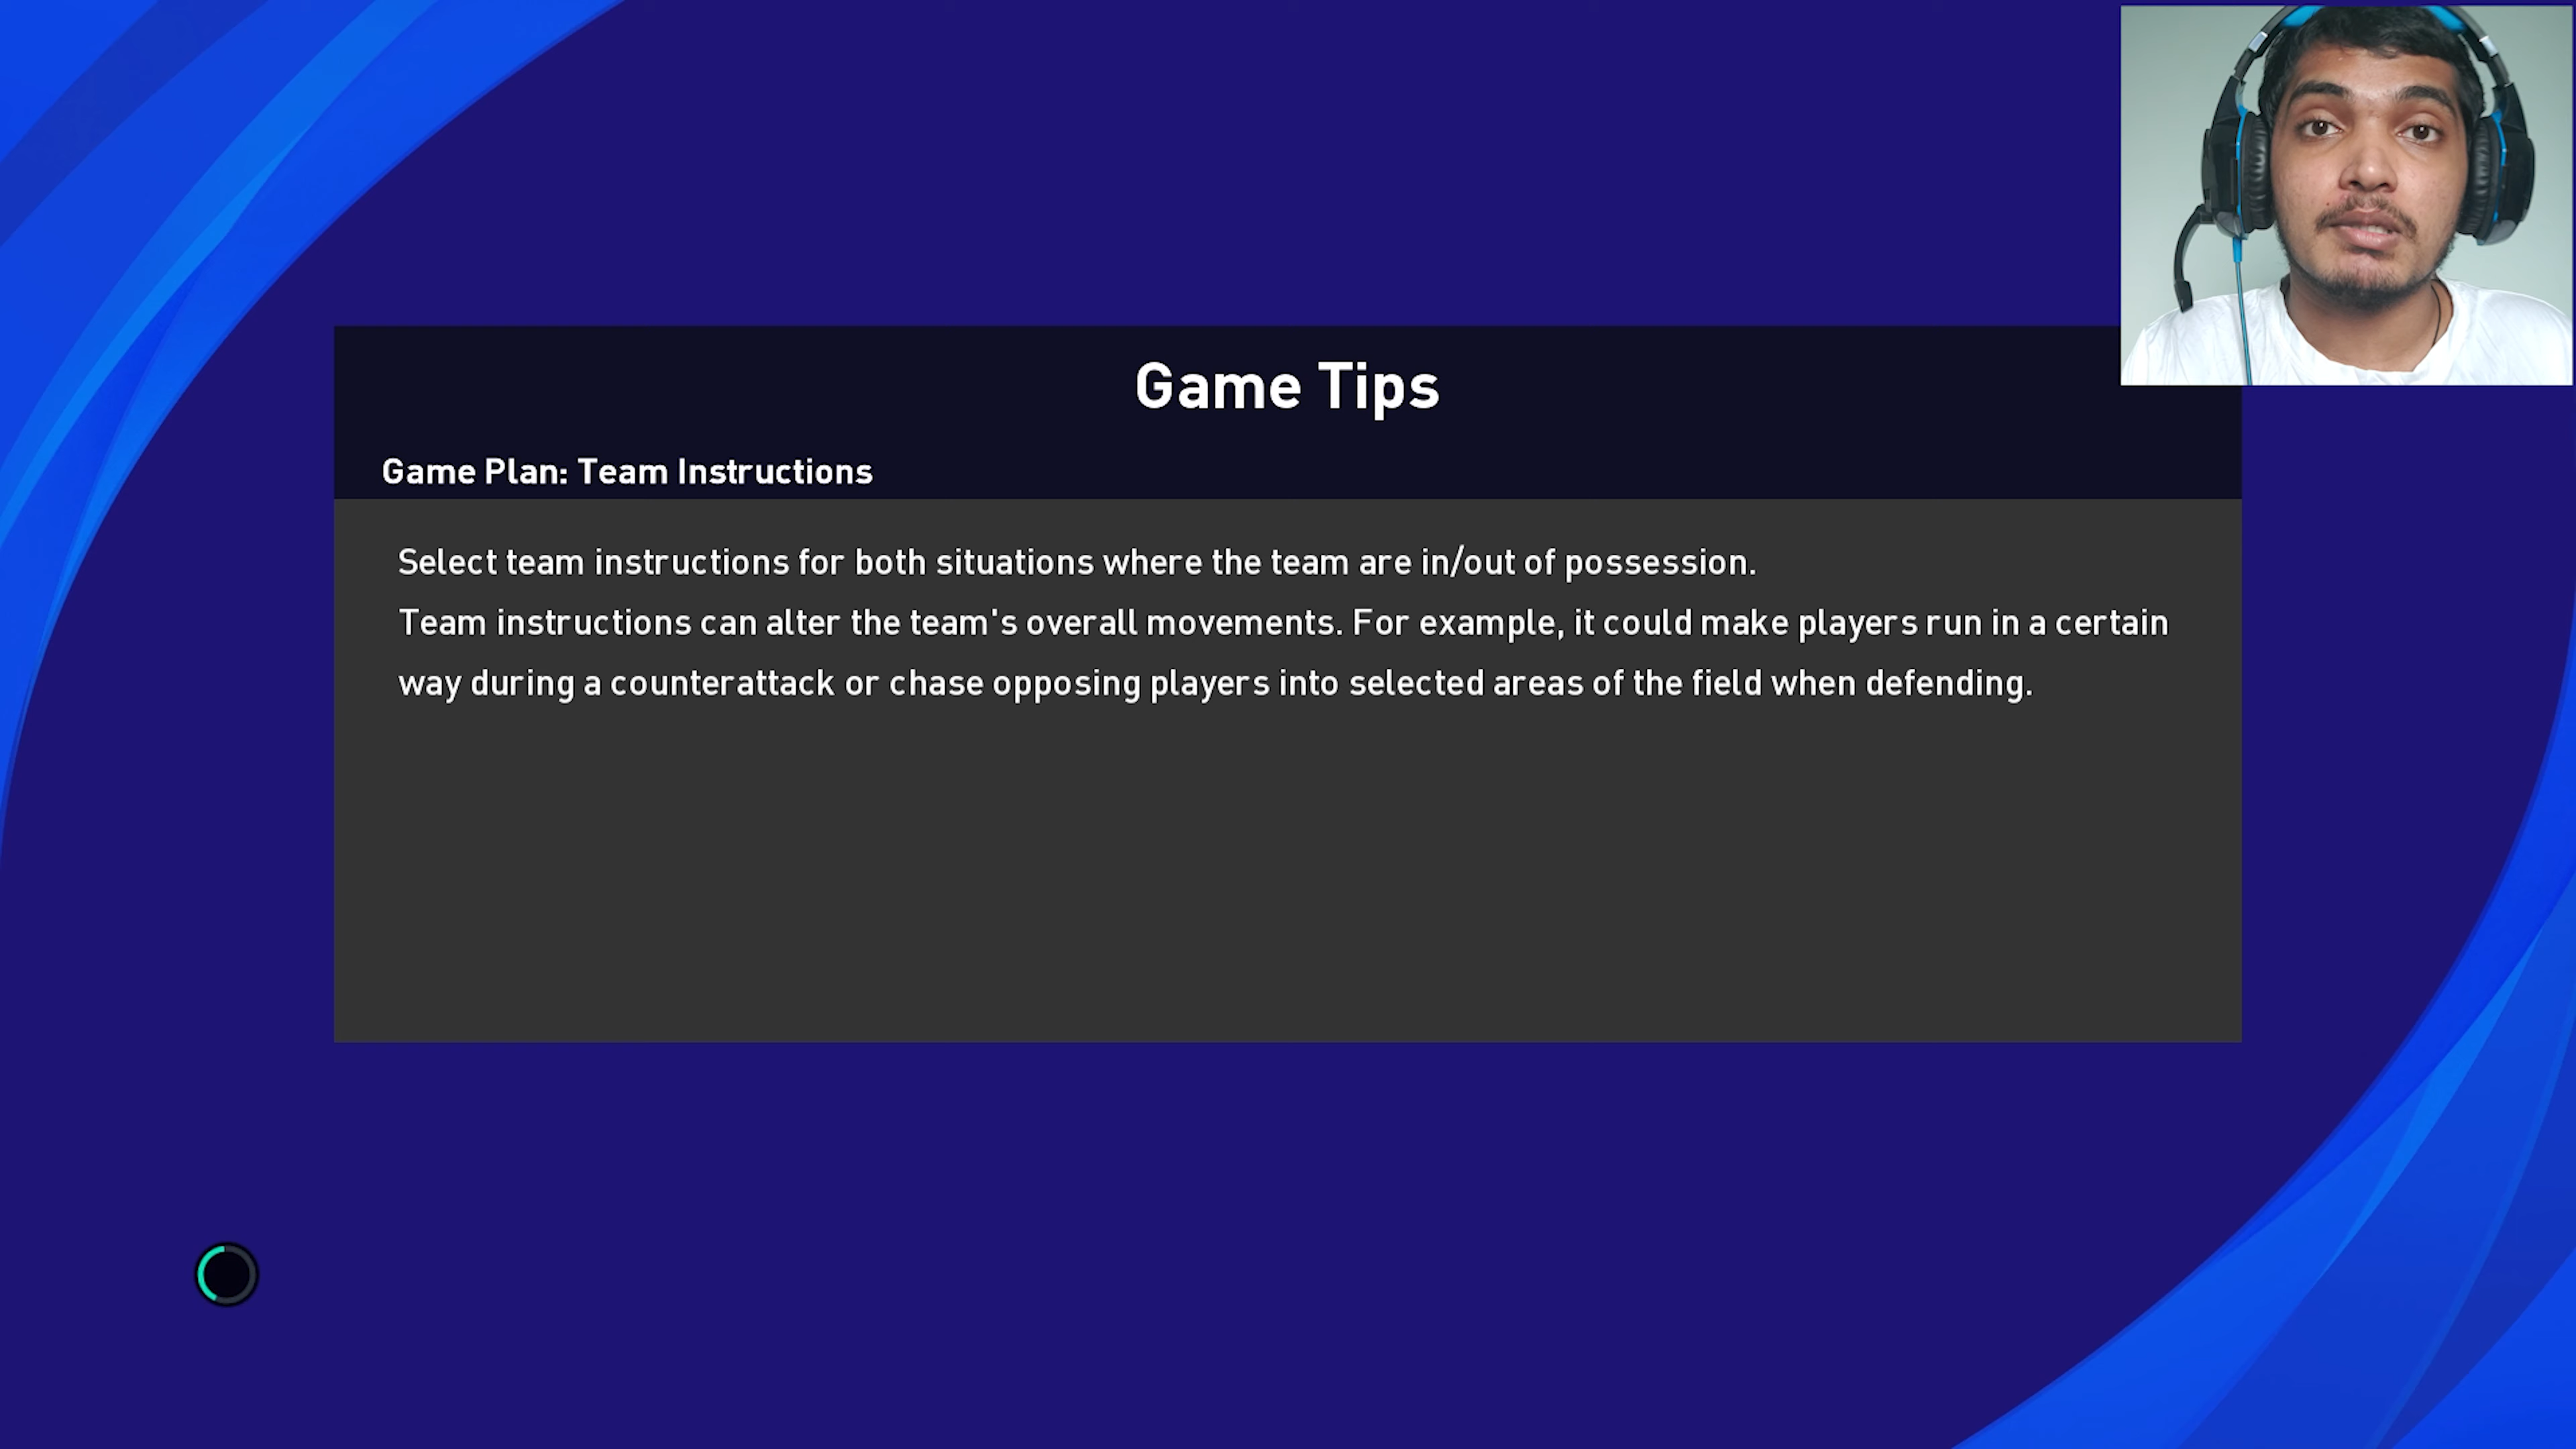 Game Tips
Game Plan: Team Instructions
Select team instructions for both situations where the team are in/out of possession.
Team instructions can alter the team's overall movements. For example, it could make players run in a certain
way during a counterattack or chase opposing players into selected areas of the field when defending.